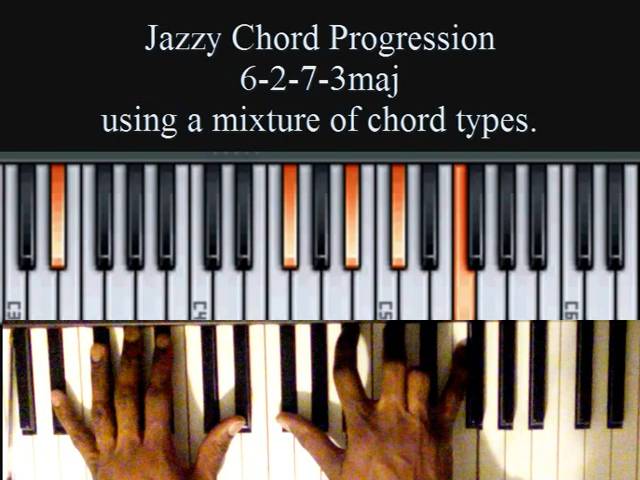 Jazzy Chord Progression
6-2-7-3maj
using a mixture of chord types.
C3
C4
C5
C6